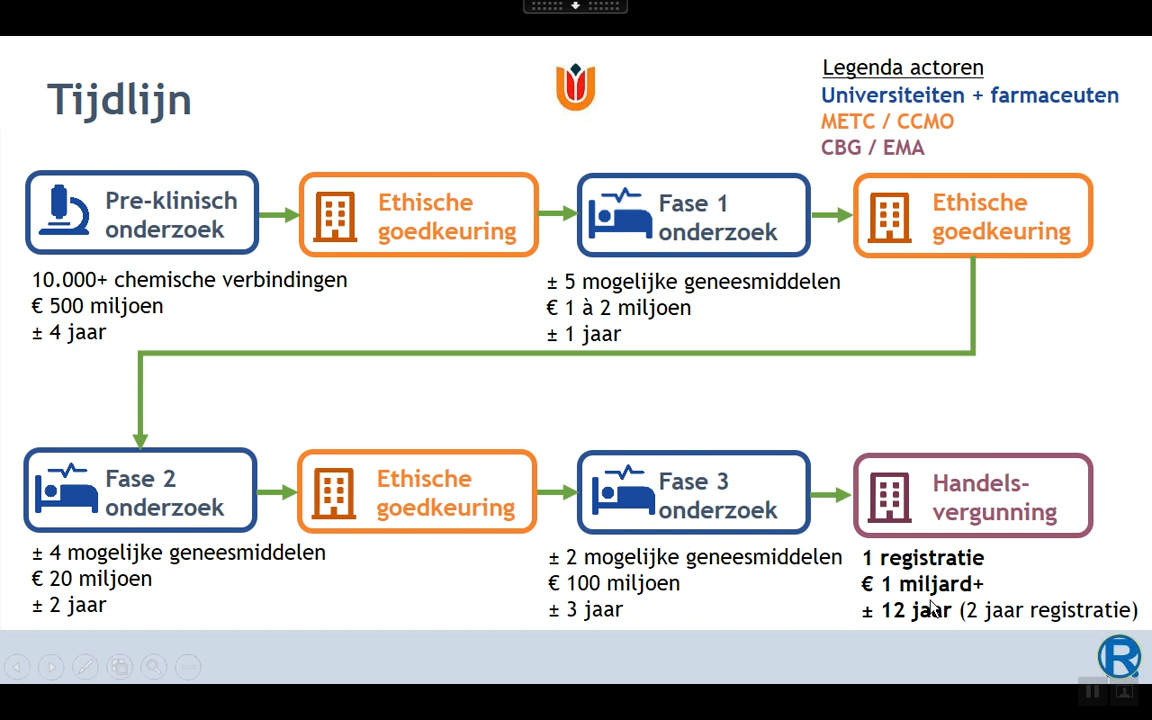 Tijdlijn
Legenda actoren
Universiteiten + farmaceuten
METC / CCMO
CBG / EMA
Pre-klinisch
onderzoek
Ethische
goedkeuring
Fase 1
onderzoek
Ethische
goedkeuring
10.000+ chemische verbindingen
€ 500 miljoen
± 4 jaar
± 5 mogelijke geneesmiddelen
€ 1 à 2 miljoen
± 1 jaar
Fase 2
onderzoek
Ethische
goedkeuring
Fase 3
onderzoek
Handels-
vergunning
± 4 mogelijke geneesmiddelen
€ 20 miljoen
± 2 jaar
± 2 mogelijke geneesmiddelen
€ 100 miljoen
± 3 jaar
1 registratie
€ 1 miljard+
± 12 jaar (2 jaar registratie)
R